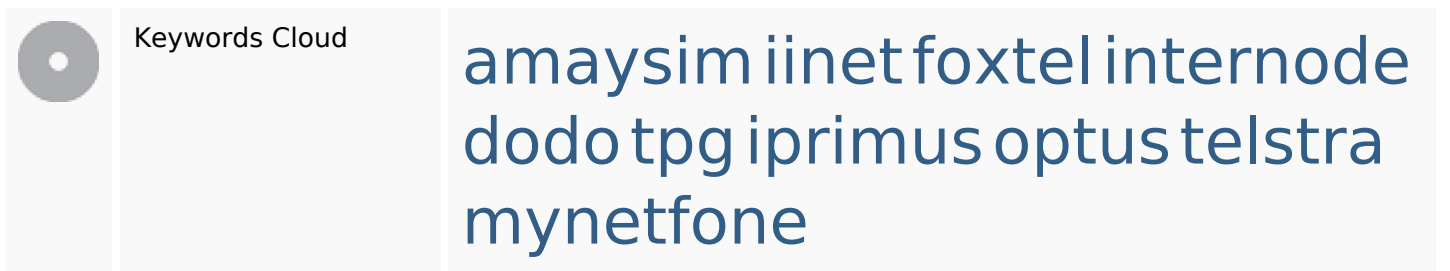 Keywords Cloud
amaysim iinet foxtel internode
dodo tpg iprimus optus telstra
mynetfone